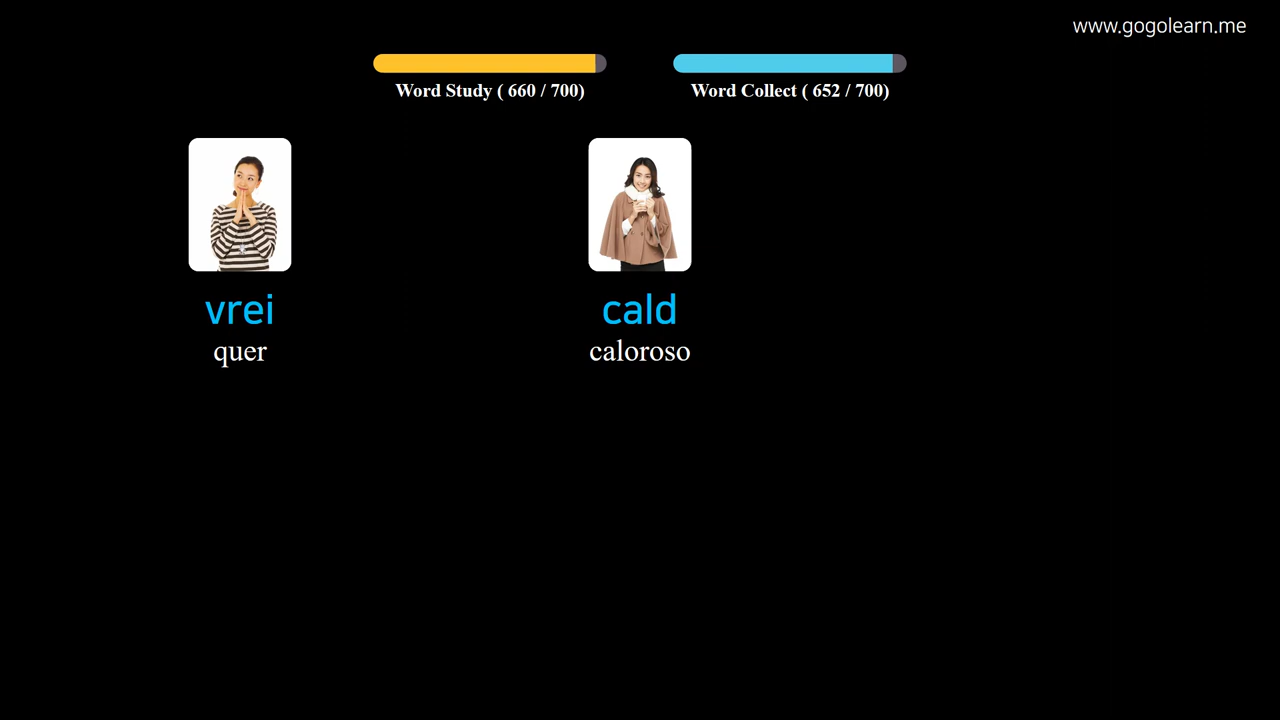 www.gogolearn.me
Word Study ( 660 / 700)
Word Collect ( 652 / 700)
vrei
quer
cald
caloroso